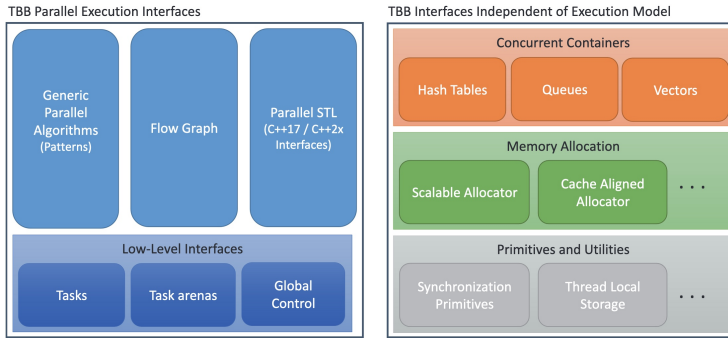 TBB Parallel Execution Interfaces
Generic
Parallel
Algorithms
(Patterns)
Flow Graph
Parallel STL
(C++17 / C++2x
Interfaces)
Low-Level Interfaces
Tasks
Task arenas
Global
Control
TBB Interfaces Independent of Execution Model
Concurrent Containers
Hash Tables
Queues
Vectors
Memory Allocation
Scalable Allocator
Cache Aligned
Allocator
. . .
Primitives and Utilities
Synchronization
Primitives
Thread Local
Storage
. . .